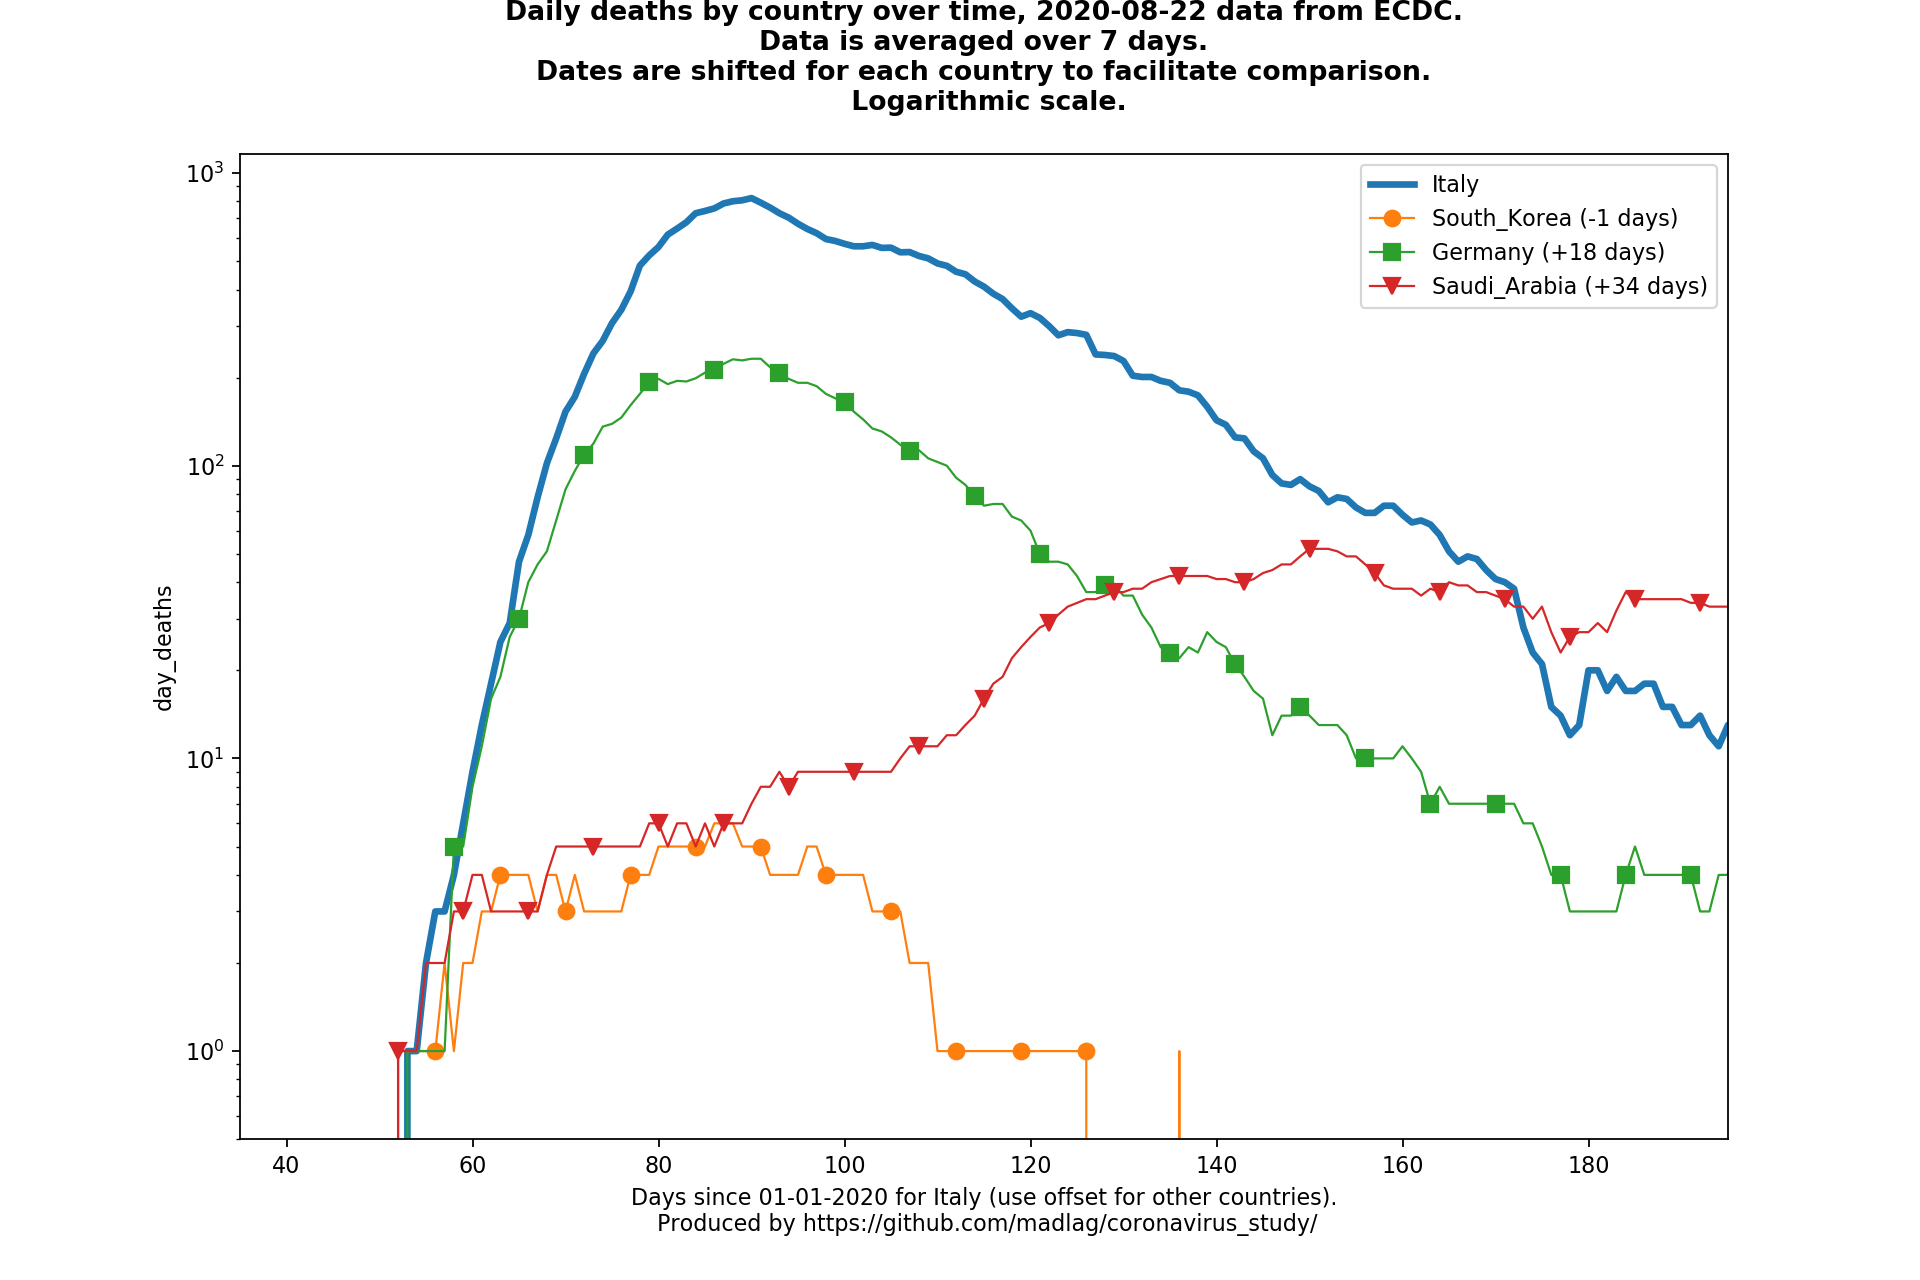 Daily deaths by country over time, 2020-08-22 data from ECDC.
Data is averaged over 7 days.
Dates are shifted for each country to facilitate comparison.
Logarithmic scale.
Italy
South_Korea (-1 days)
Germany (+18 days)
Saudi_Arabia (+34 days)
day_deaths
10³
10²
10¹
10⁰
40 60 80 100 120 140 160 180
Days since 01-01-2020 for Italy (use offset for other countries).
Produced by https://github.com/madlag/coronavirus_study/